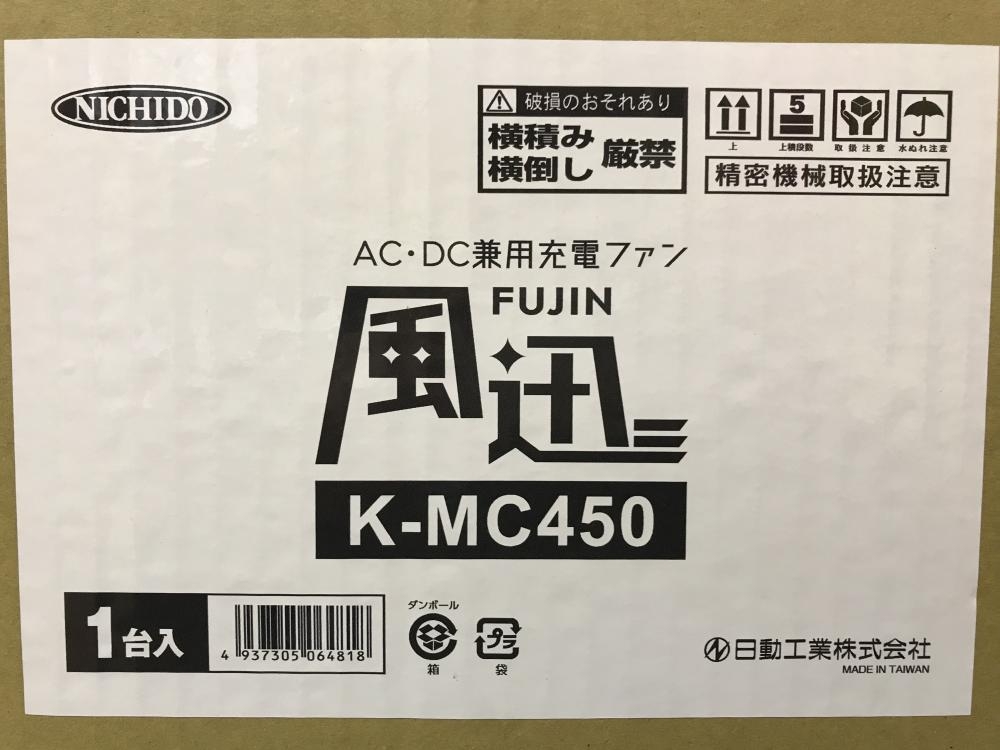 NICHIDO
破損のおそれあり
横積み
横倒し
厳禁
5
上
上積段数
取扱注意
水ぬれ注意
精密機械取扱注意
AC・DC兼用充電ファン
FUJIN
風迅
K-MC450
1台入
4 937305 064818
ダンボール
箱
プラ
袋
日動工業株式会社
MADE IN TAIWAN